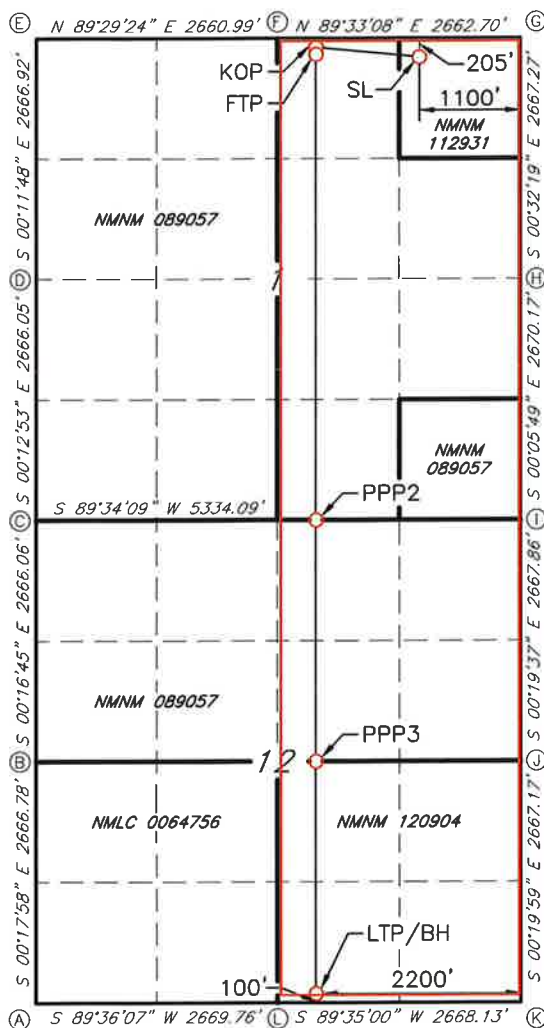 E N 89°29'24" E 2660.99' F N 89°33'08" E 2662.70' G
KOP
FTP
SL
205'
1100'
NMNM
112931
S 00°11'48" E 2666.92'
S 00°32'19" E 2667.27'
NMNM 089057
1
D
H
S 00°12'53" E 2666.05'
S 00°05'49" E 2670.17'
NMNM
089057
PPP2
S 89°34'09" W 5334.09'
C
I
S 00°16'45" E 2666.06'
S 00°19'37" E 2667.86'
NMNM 089057
PPP3
B
12
J
NMLC 0064756
NMNM 120904
S 00°17'58" E 2666.78'
S 00°19'59" E 2667.17'
LTP/BH
100'
2200'
A S 89°36'07" W 2669.76' L S 89°35'00" W 2668.13' K